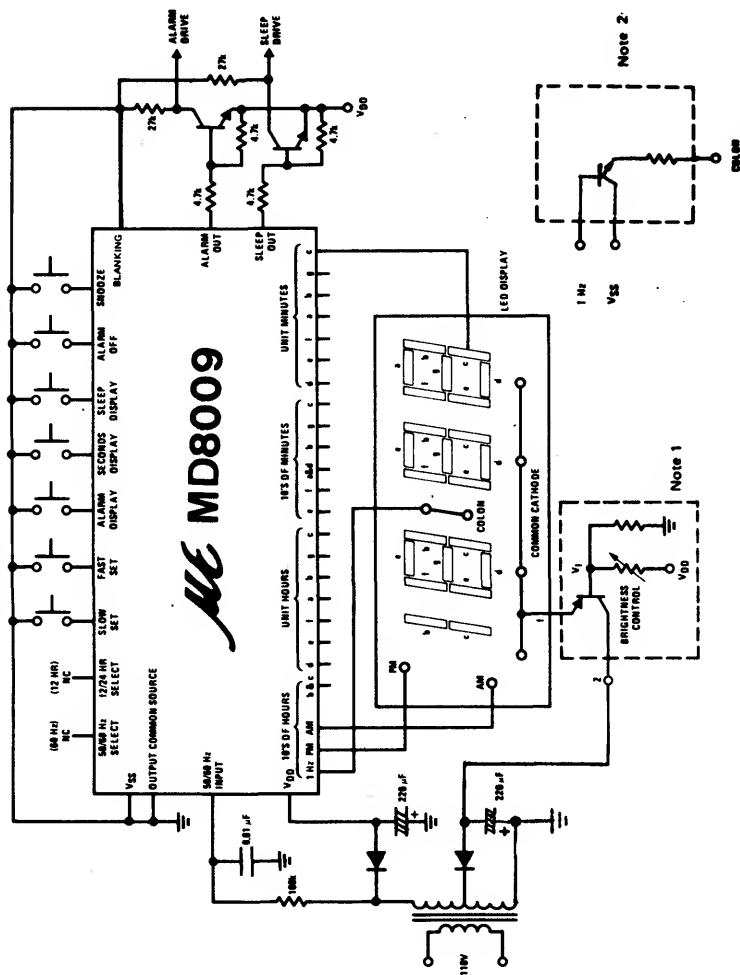 (60 Hz)
NC
(12 HR)
NC
50/60 Hz
SELECT
12/24 HR
SELECT
SLOW
SET
FAST
SET
ALARM
DISPLAY
SECONDS
DISPLAY
SLEEP
DISPLAY
ALARM
OFF
SNOOZE
BLANKING
27k
27k
ALARM
DRIVE
SLEEP
DRIVE
VSS
OUTPUT COMMON SOURCE
MD8009
ALARM
OUT
SLEEP
OUT
4.7k
4.7k
4.7k
4.7k
VDD
50/60 Hz
INPUT
VDD
0.01 µF
100k
10'S OF HOURS
UNIT HOURS
10'S OF MINUTES
UNIT MINUTES
1 Hz PM AM b & c d e f a b g c e f a&d b g c d e f a b g c
220 µF
+
220 µF
+
110V
PM
AM
COLON
b
c
a
f
b
g
e
c
d
a
f
b
g
e
c
d
a
f
b
g
e
c
d
COMMON CATHODE
LED DISPLAY
1
2
V1
BRIGHTNESS
CONTROL
VDD
Note 1
1 Hz
VSS
COLON
Note 2